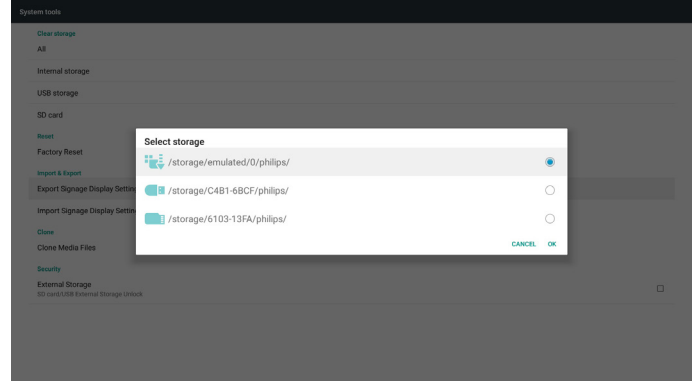 System tools
Clear storage
All
Internal storage
USB storage
SD card
Reset
Factory Reset
Import & Export
Export Signage Display Settin
Import Signage Display Settin
Clone
Clone Media Files
Security
External Storage
SD card/USB External Storage Unlock
Select storage
/storage/emulated/0/philips/
/storage/C4B1-6BCF/philips/
/storage/6103-13FA/philips/
CANCEL OK